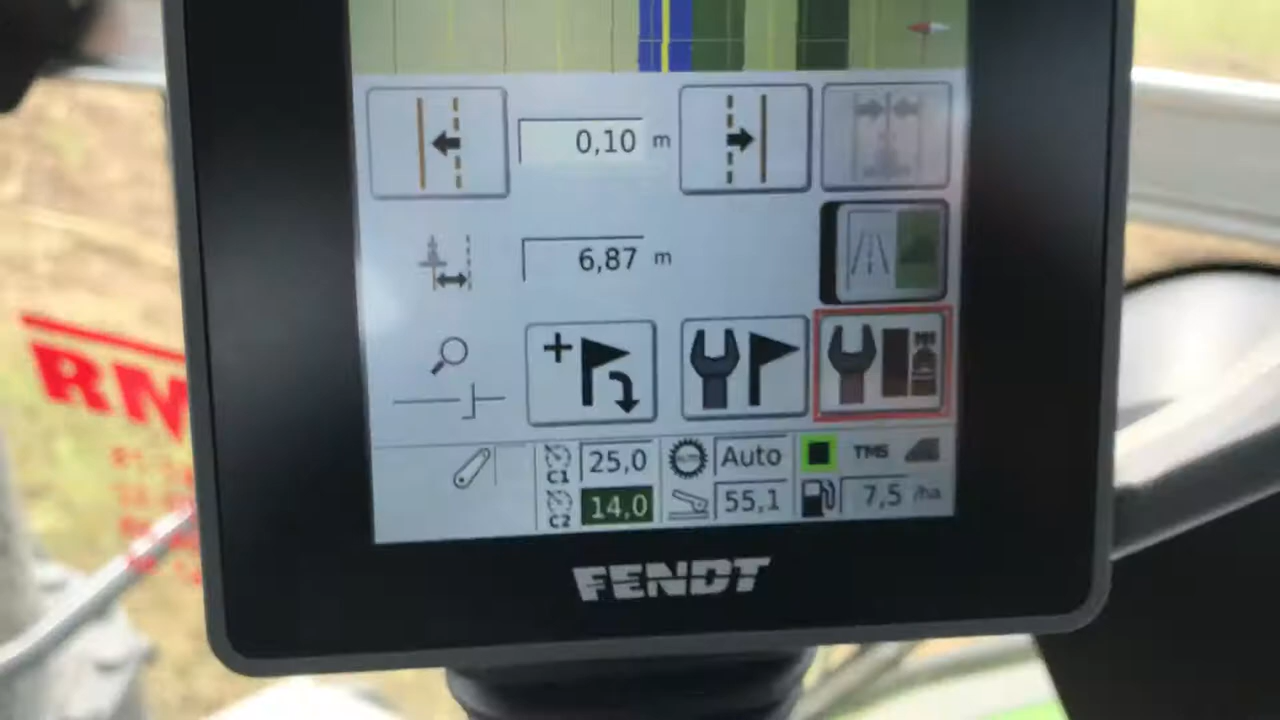 0,10 m
6,87 m
RM
C1 25,0 AUTO Auto TMS
C2 14,0 55,1 7,5 /ha
FENDT